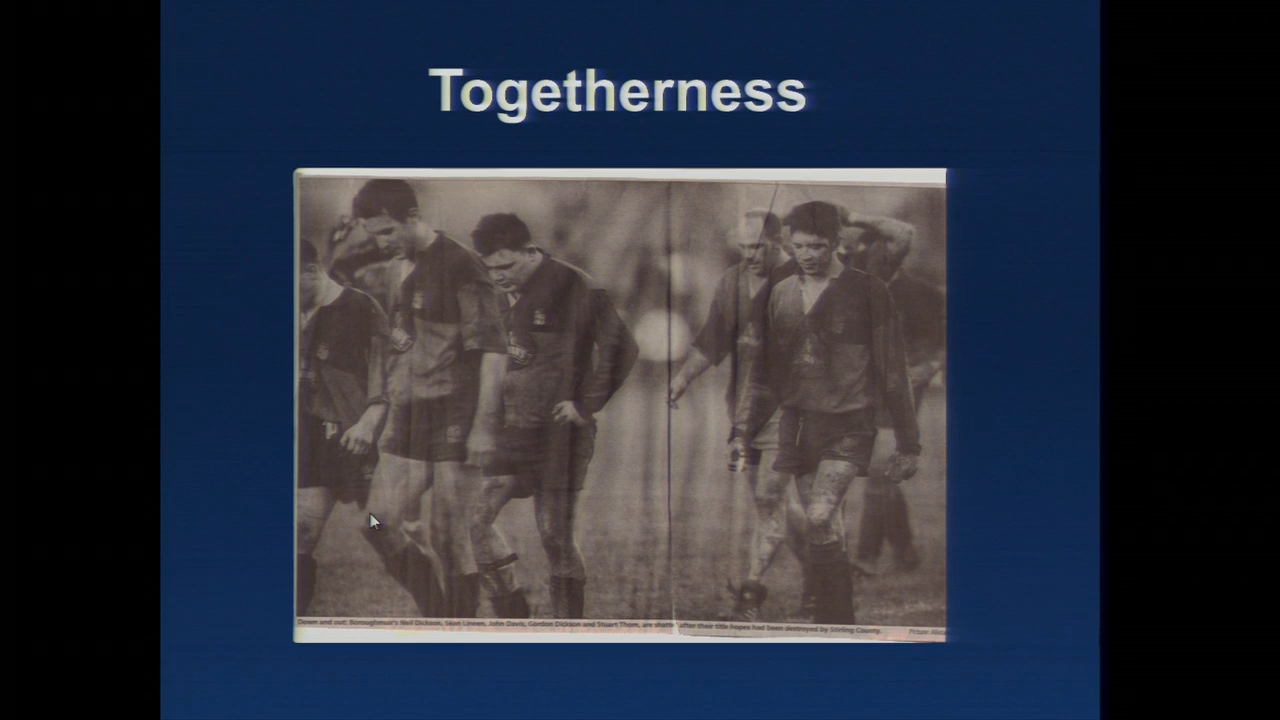 Togetherness
Down and out: Boroughmuir's Neil Dickson, Sean Lineen, John Davis, Gordon Dickson and Stuart Thom, are after their title hopes had been destroyed by Stirling County. Picture: